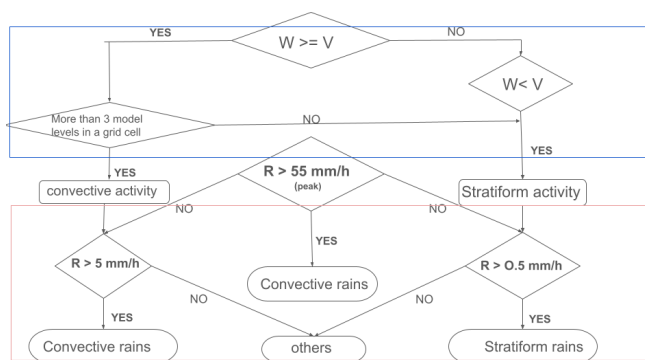 YES
W >= V
NO
W< V
More than 3 model
levels in a grid cell
NO
YES
YES
convective activity
R > 55 mm/h
(peak)
Stratiform activity
NO
NO
R > 5 mm/h
YES
R > O.5 mm/h
Convective rains
NO
NO
YES
YES
Convective rains
others
Stratiform rains